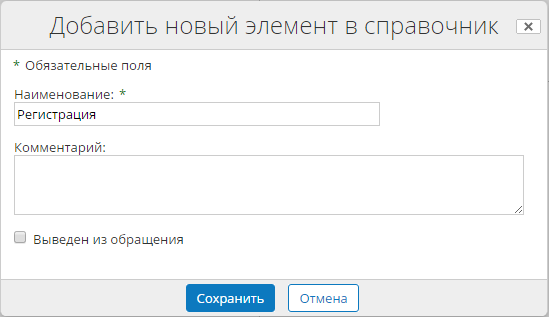 Добавить новый элемент в справочник
* Обязательные поля
Наименование: *
Регистрация
Комментарий:
Выведен из обращения
Сохранить
Отмена